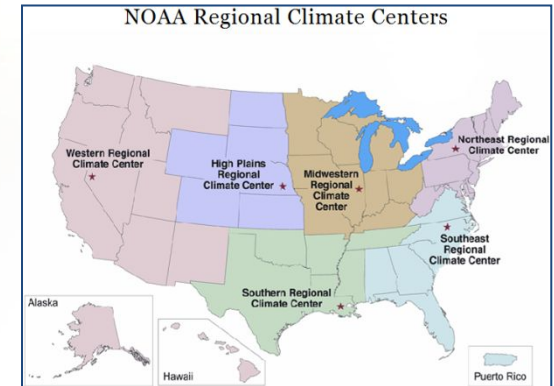 NOAA Regional Climate Centers
Western Regional
Climate Center
High Plains
Regional
Climate Center
Midwestern
Regional
Climate
Center
Northeast Regional
Climate Center
Southeast
Regional
Climate Center
Southern Regional
Climate Center
Alaska
Hawaii
Puerto Rico